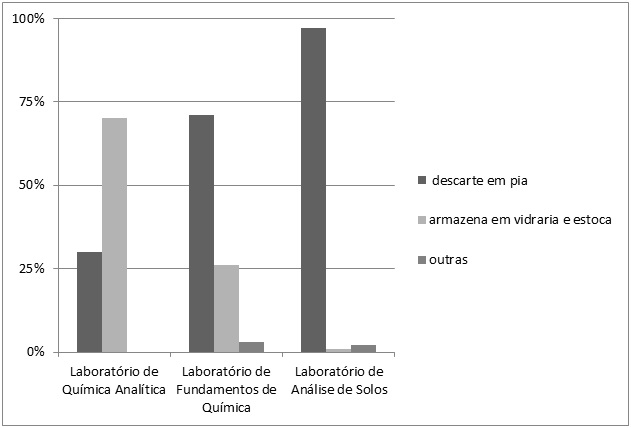 100%
75%
50%
25%
0%
Laboratório de
Química Analítica
Laboratório de
Fundamentos de
Química
Laboratório de
Análise de Solos
descarte em pia
armazena em vidraria e estoca
outras